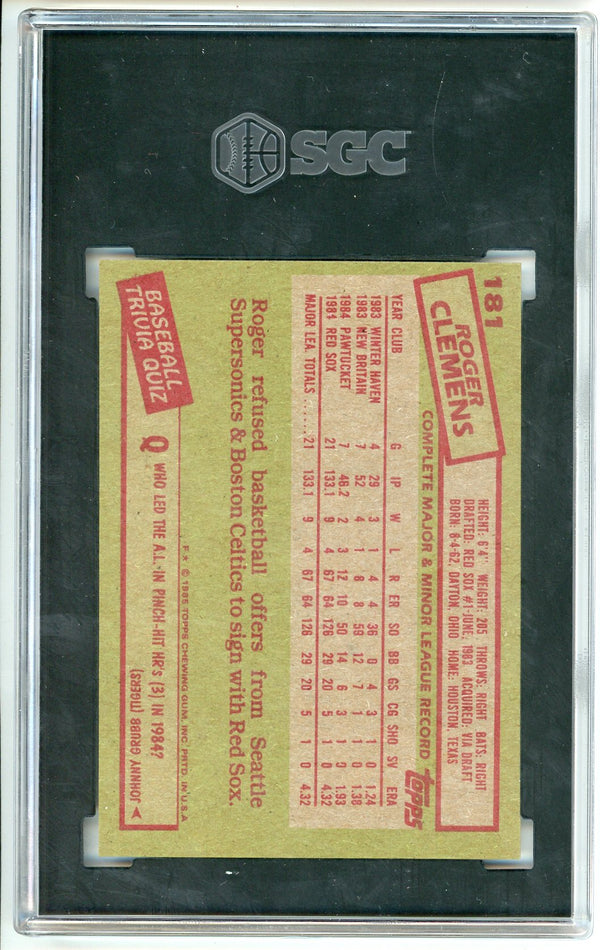 SGC
181
ROGER
CLEMENS
HEIGHT: 6'4" WEIGHT: 205 THROWS: RIGHT BATS: RIGHT
DRAFTED: RED SOX #1-JUNE, 1983 ACQUIRED: VIA DRAFT
BORN: 8-4-62, DAYTON, OHIO HOME: HOUSTON, TEXAS
COMPLETE MAJOR & MINOR LEAGUE RECORD
topps
YEAR CLUB G IP W L R ER SO BB GS CG SHO SV ERA
1983 WINTER HAVEN 4 29 3 1 4 4 36 0 4 3 1 0 1.24
1983 NEW BRITAIN 7 52 4 1 8 8 59 12 7 1 1 0 1.38
1984 PAWTUCKET 7 46.2 2 3 12 10 50 14 6 3 1 0 1.93
1984 RED SOX 21 133.1 9 4 67 64 126 29 20 5 1 0 4.32
MAJOR LEA. TOTALS ......21 133.1 9 4 67 64 126 29 20 5 1 0 4.32
Roger refused basketball offers from Seattle
Supersonics & Boston Celtics to sign with Red Sox.
F.* © 1985 TOPPS CHEWING GUM, INC. PRTD. IN U.S.A
BASEBALL
TRIVIA QUIZ
Q WHO LED THE A.L. IN PINCH-HIT HR's (3) IN 1984?
A JOHNNY GRUBB (TIGERS)